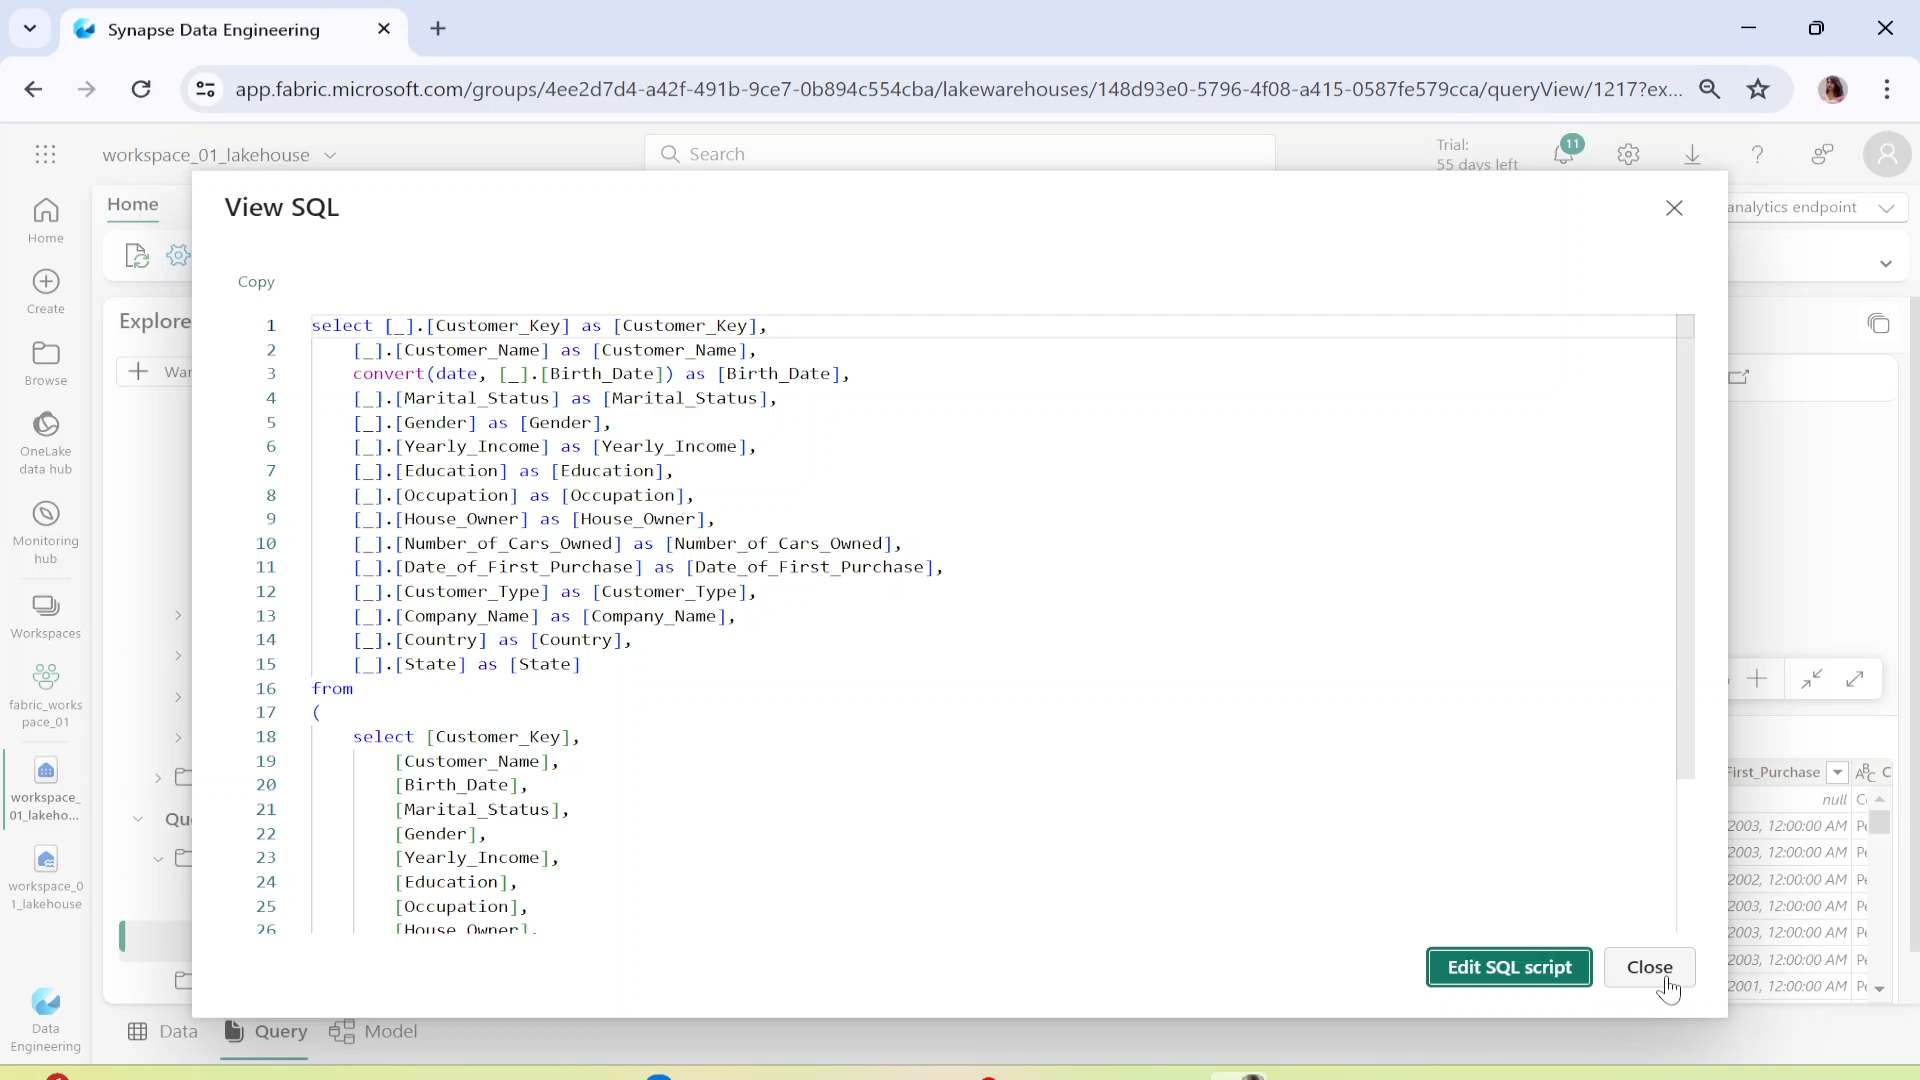 Synapse Data Engineering
app.fabric.microsoft.com/groups/4ee2d7d4-a42f-491b-9ce7-0b894c554cba/lakewarehouses/148d93e0-5796-4f08-a415-0587fe579cca/queryView/1217?ex...
workspace_01_lakehouse
Search
Trial:
55 days left
11
Home
Create
Browse
OneLake
data hub
Monitoring
hub
Workspaces
fabric_works
pace_01
workspace_
01_lakeho...
workspace_0
1_lakehouse
Data
Engineering
Home
analytics endpoint
Explore
War
Qu
View SQL
Copy
1 select [_].[Customer_Key] as [Customer_Key],
2 [_].[Customer_Name] as [Customer_Name],
3 convert(date, [_].[Birth_Date]) as [Birth_Date],
4 [_].[Marital_Status] as [Marital_Status],
5 [_].[Gender] as [Gender],
6 [_].[Yearly_Income] as [Yearly_Income],
7 [_].[Education] as [Education],
8 [_].[Occupation] as [Occupation],
9 [_].[House_Owner] as [House_Owner],
10 [_].[Number_of_Cars_Owned] as [Number_of_Cars_Owned],
11 [_].[Date_of_First_Purchase] as [Date_of_First_Purchase],
12 [_].[Customer_Type] as [Customer_Type],
13 [_].[Company_Name] as [Company_Name],
14 [_].[Country] as [Country],
15 [_].[State] as [State]
16 from
17 (
18 select [Customer_Key],
19 [Customer_Name],
20 [Birth_Date],
21 [Marital_Status],
22 [Gender],
23 [Yearly_Income],
24 [Education],
25 [Occupation],
26 [House_Owner],
Edit SQL script
Close
First_Purchase
ABC C
null
2003, 12:00:00 AM
2003, 12:00:00 AM
2002, 12:00:00 AM
2003, 12:00:00 AM
2003, 12:00:00 AM
2003, 12:00:00 AM
2001, 12:00:00 AM
Data
Query
Model